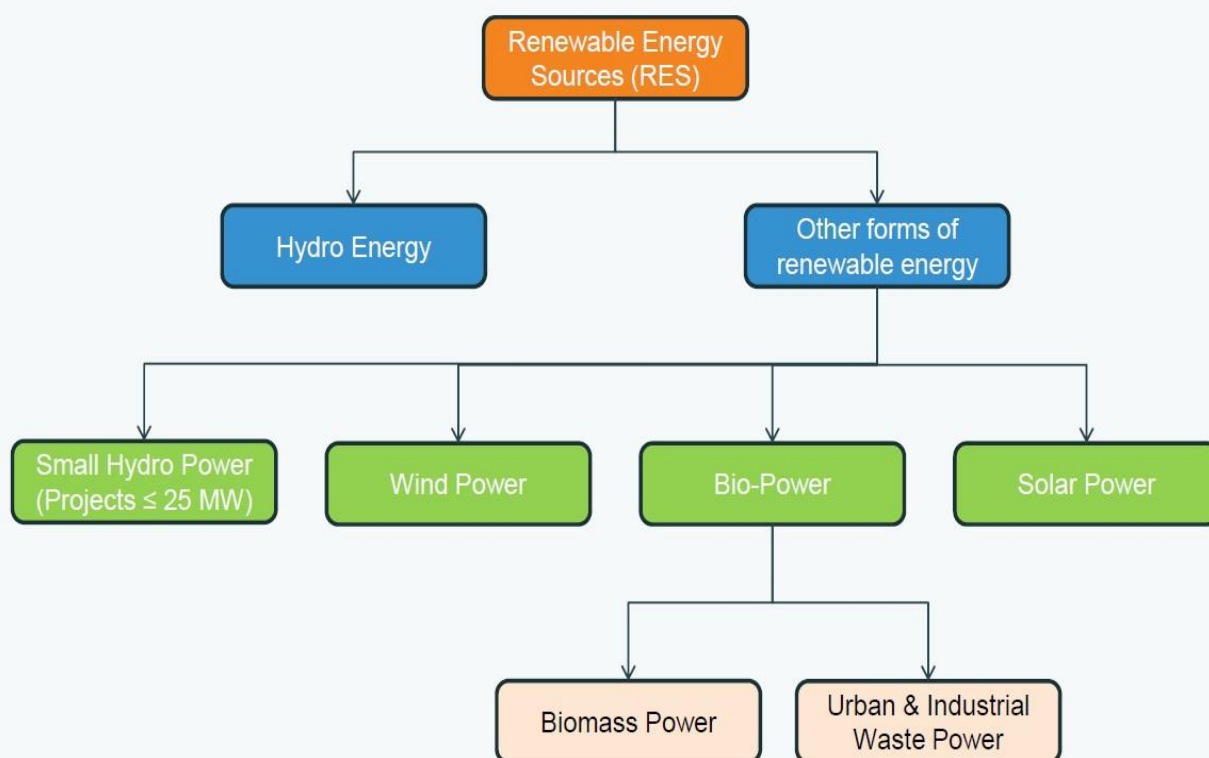 Renewable Energy
Sources (RES)
Hydro Energy
Other forms of
renewable energy
Small Hydro Power
(Projects ≤ 25 MW)
Wind Power
Bio-Power
Solar Power
Biomass Power
Urban & Industrial
Waste Power